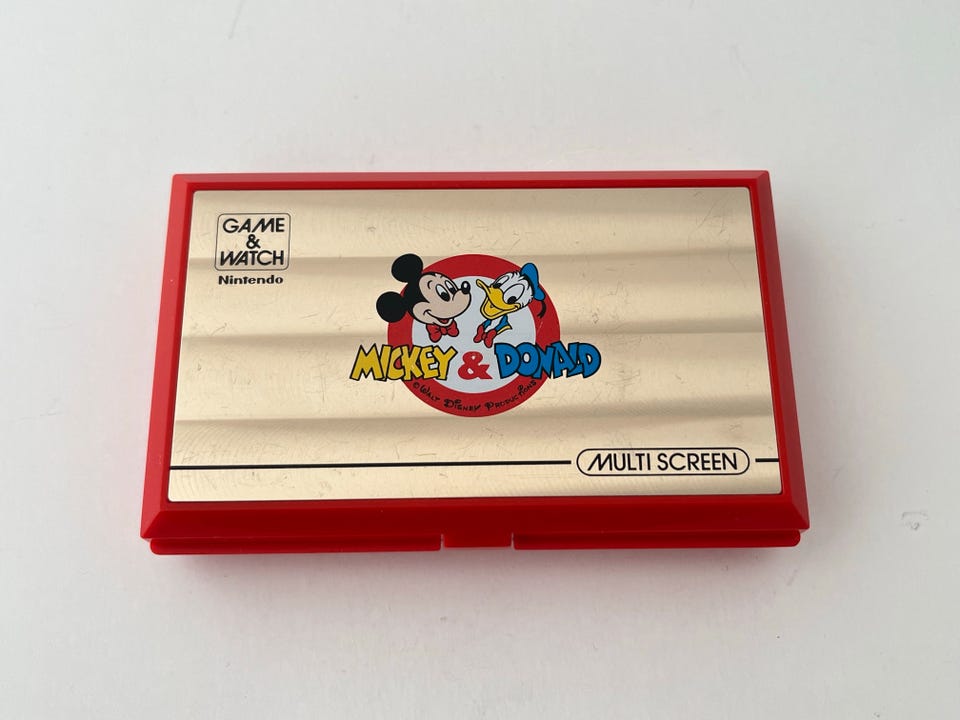 GAME
&
WATCH
Nintendo
MICKEY & DONALD
© WALT DISNEY PRODUCTIONS
MULTI SCREEN